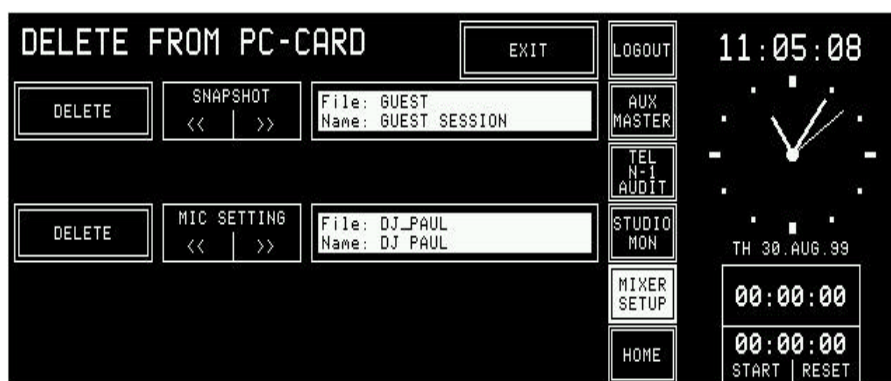 DELETE FROM PC-CARD
EXIT
DELETE
SNAPSHOT
<< | >>
File: GUEST
Name: GUEST SESSION
DELETE
MIC SETTING
<< | >>
File: DJ_PAUL
Name: DJ PAUL
LOGOUT
AUX
MASTER
TEL
N-1
AUDIT
STUDIO
MON
MIXER
SETUP
HOME
11:05:08
TH 30.AUG.99
00:00:00
00:00:00
START | RESET